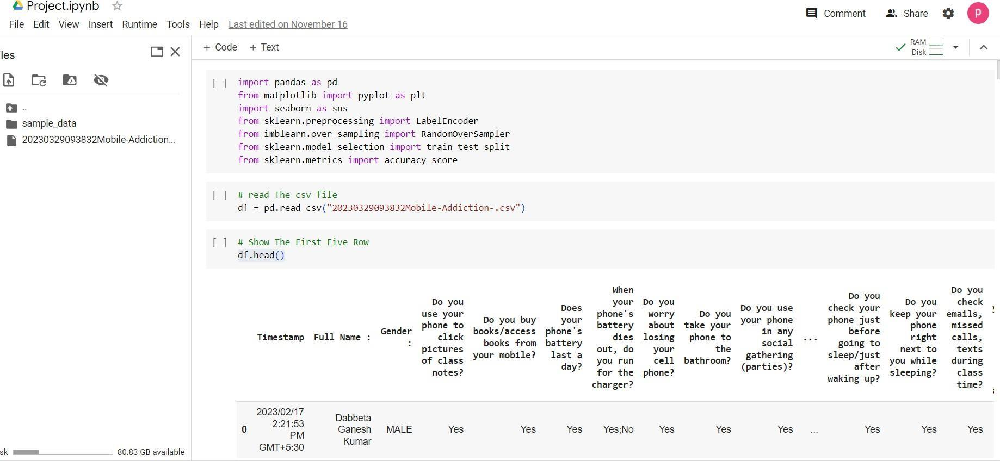 Project.ipynb
Comment
Share
P
File Edit View Insert Runtime Tools Help Last edited on November 16
+ Code + Text
RAM
Disk
les
..
sample_data
20230329093832Mobile-Addiction...
sk 80.83 GB available
[ ] import pandas as pd
from matplotlib import pyplot as plt
import seaborn as sns
from sklearn.preprocessing import LabelEncoder
from imblearn.over_sampling import RandomOverSampler
from sklearn.model_selection import train_test_split
from sklearn.metrics import accuracy_score
[ ] # read The csv file
df = pd.read_csv("20230329093832Mobile-Addiction-.csv")
[ ] # Show The First Five Row
df.head()
Timestamp
Full Name :
Gender
:
Do you
use your
phone to
click
pictures
of class
notes?
Do you buy
books/access
books from
your mobile?
Does
your
phone's
battery
last a
day?
When
your
phone's
battery
dies
out, do
you run
for the
charger?
Do you
worry
about
losing
your
cell
phone?
Do you
take your
phone to
the
bathroom?
Do you use
your phone
in any
social
gathering
(parties)?
...
Do you
check your
phone just
before
going to
sleep/just
after
waking up?
Do you
keep your
phone
right
next to
you while
sleeping?
Do you
check
emails,
missed
calls,
texts
during
class
time?
0
2023/02/17
2:21:53
PM
GMT+5:30
Dabbeta
Ganesh
Kumar
MALE Yes Yes Yes Yes;No Yes Yes Yes ... Yes Yes Yes